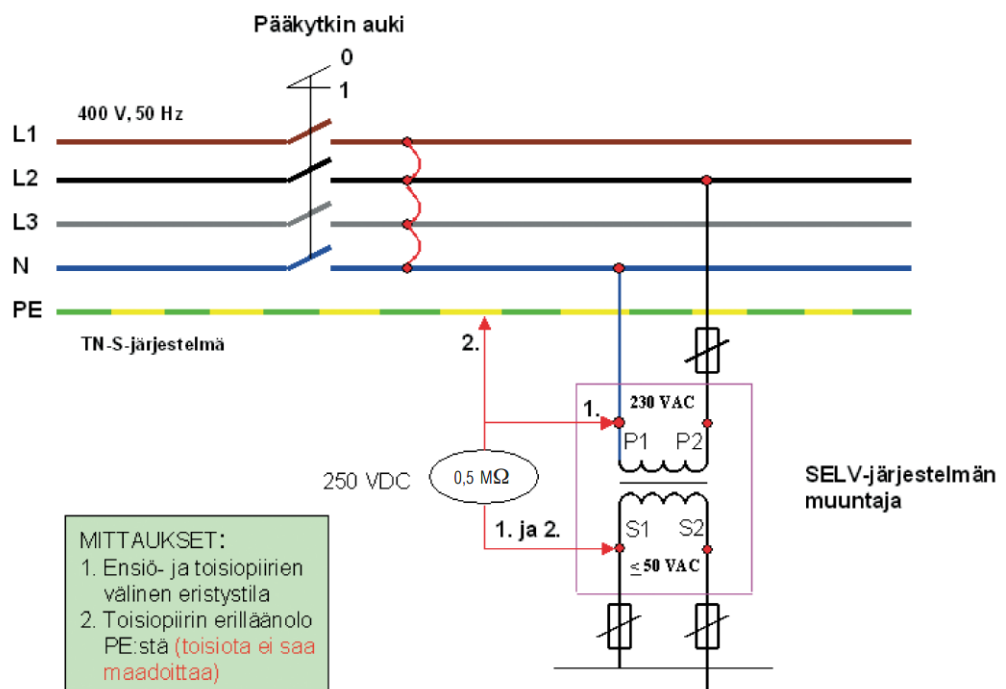 Pääkytkin auki
0
1
400 V, 50 Hz
L1
L2
L3
N
PE
TN-S-järjestelmä
2.
1.
230 VAC
P1 P2
250 VDC
0,5 MΩ
SELV-järjestelmän
muuntaja
1. ja 2.
S1 S2
≤ 50 VAC
MITTAUKSET:
1. Ensiö- ja toisiopiirien
välinen eristystila
2. Toisiopiirin erilläänolo
PE:stä (toisiota ei saa
maadoittaa)